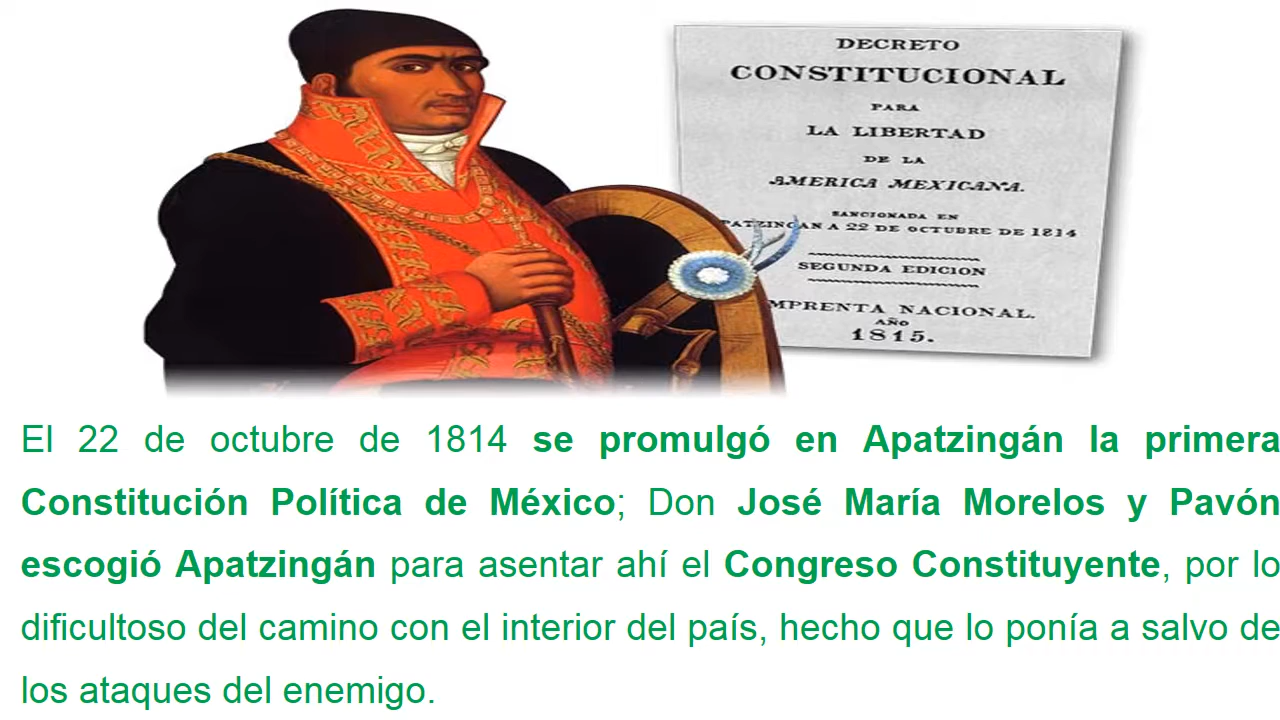 DECRETO
CONSTITUCIONAL
PARA
LA LIBERTAD
DE LA
AMERICA MEXICANA.
SANCIONADA EN
PATZINGAN A 22 DE OCTUBRE DE 1814
SEGUNDA EDICION
MPRENTA NACIONAL.
AÑO
1815.
El 22 de octubre de 1814 se promulgó en Apatzingán la primera
Constitución Política de México; Don José María Morelos y Pavón
escogió Apatzingán para asentar ahí el Congreso Constituyente, por lo
dificultoso del camino con el interior del país, hecho que lo ponía a salvo de
los ataques del enemigo.